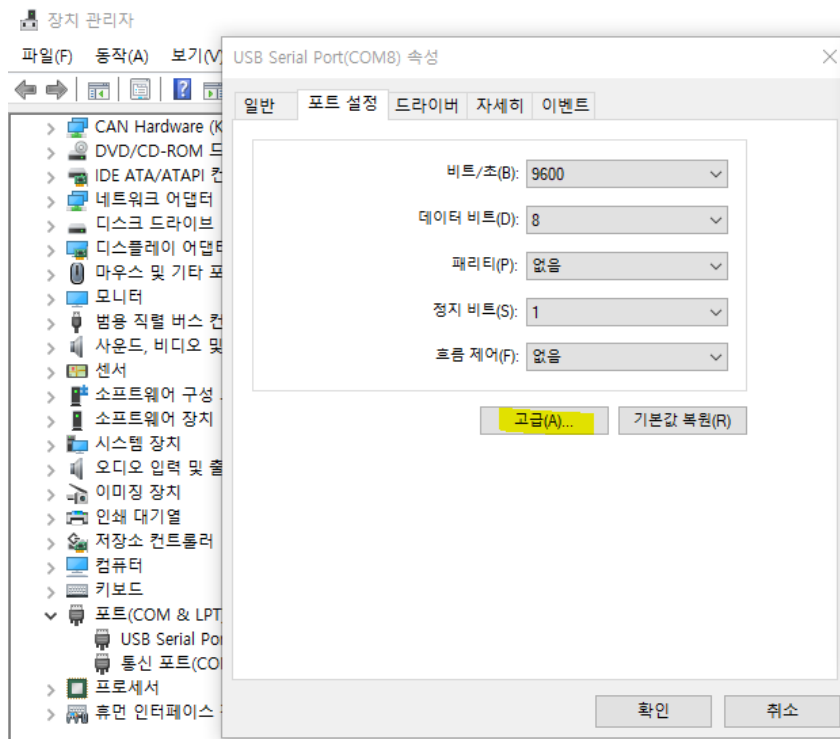 장치 관리자
파일(F) 동작(A) 보기(V)
CAN Hardware (K
DVD/CD-ROM 드
IDE ATA/ATAPI 컨
네트워크 어댑터
디스크 드라이브
디스플레이 어댑터
마우스 및 기타 포
모니터
범용 직렬 버스 컨
사운드, 비디오 및
센서
소프트웨어 구성
소프트웨어 장치
시스템 장치
오디오 입력 및 출
이미징 장치
인쇄 대기열
저장소 컨트롤러
컴퓨터
키보드
포트(COM & LPT
USB Serial Por
통신 포트(CO
프로세서
휴먼 인터페이스
USB Serial Port(COM8) 속성
일반 포트 설정 드라이버 자세히 이벤트
비트/초(B): 9600
데이터 비트(D): 8
패리티(P): 없음
정지 비트(S): 1
흐름 제어(F): 없음
고급(A)... 기본값 복원(R)
확인 취소